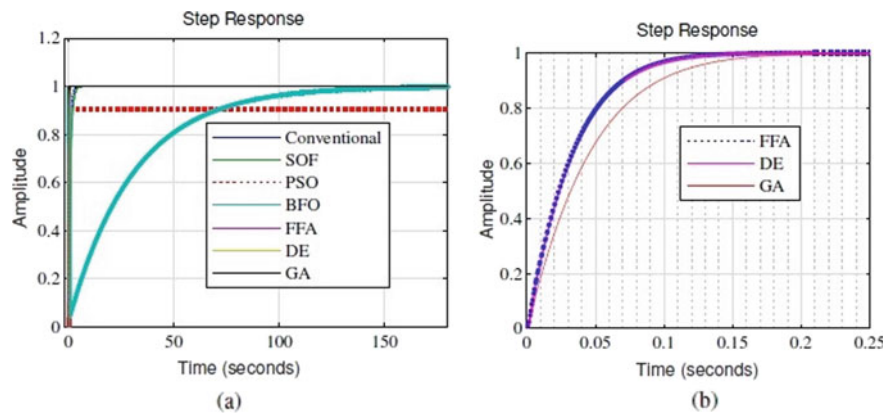 Step Response
1.2
1
0.8
0.6
0.4
0.2
0
Amplitude
Conventional
SOF
PSO
BFO
FFA
DE
GA
0
50
100
150
Time (seconds)
(a)
Step Response
1
0.8
0.6
0.4
0.2
0
Amplitude
FFA
DE
GA
0
0.05
0.1
0.15
0.2
0.25
Time (seconds)
(b)